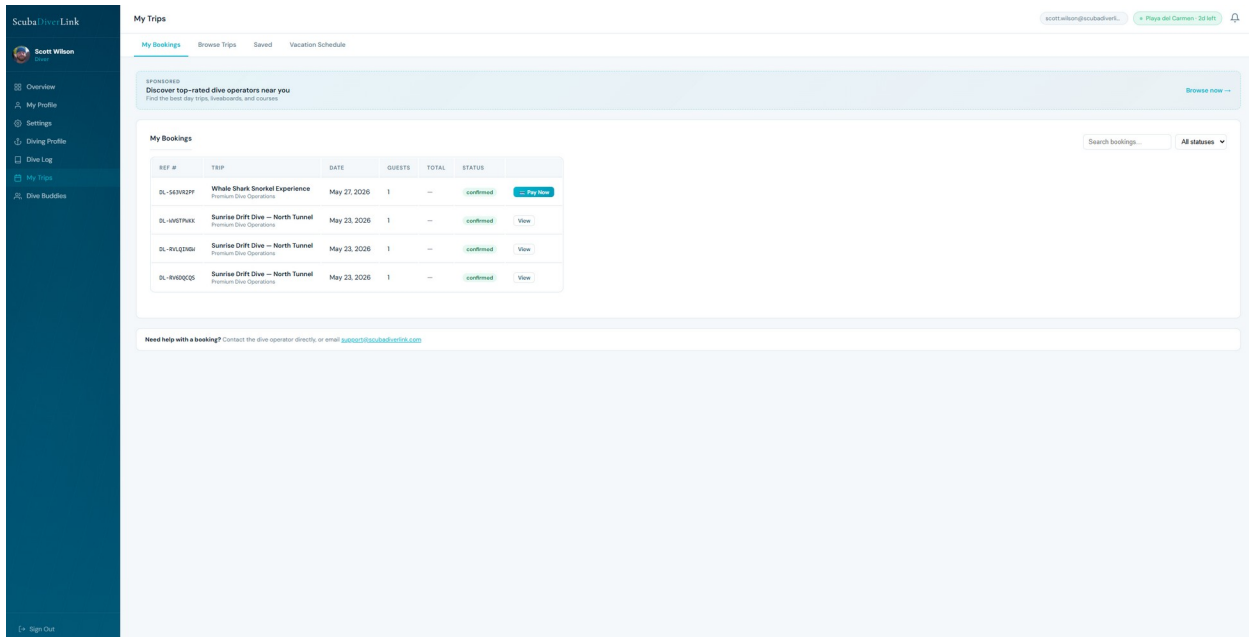 ScubaDiverLink
Scott Wilson
Diver
Overview
My Profile
Settings
Diving Profile
Dive Log
My Trips
Dive Buddies
Sign Out
My Trips
scott.wilson@scubadiverli...
Playa del Carmen · 2d left
My Bookings Browse Trips Saved Vacation Schedule
SPONSORED
Discover top-rated dive operators near you
Find the best day trips, liveaboards, and courses
Browse now →
My Bookings
Search bookings...
All statuses
REF # TRIP DATE GUESTS TOTAL STATUS
DL-S63VR2PF Whale Shark Snorkel Experience May 27, 2026 1 — confirmed Pay Now
Premium Dive Operations
Sunrise Drift Dive — North Tunnel May 23, 2026 1 — confirmed View
Premium Dive Operations
Sunrise Drift Dive — North Tunnel May 23, 2026 1 — confirmed View
Premium Dive Operations
DL-RV6DQCQS Sunrise Drift Dive — North Tunnel May 23, 2026 1 — confirmed View
Premium Dive Operations
Need help with a booking? Contact the dive operator directly, or email support@scubadiverlink.com